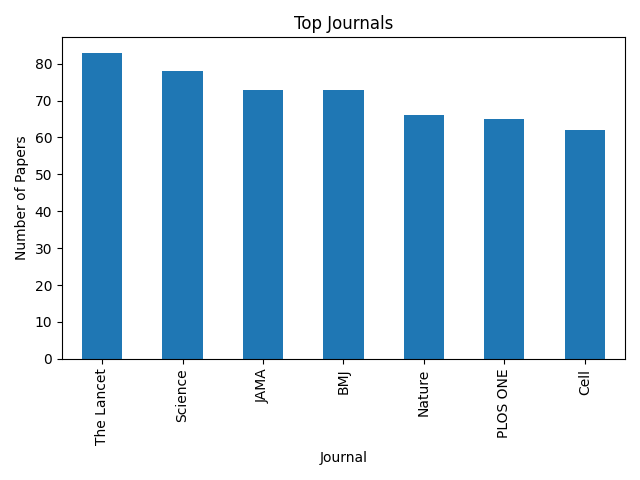 Top Journals
Number of Papers
80
70
60
50
40
30
20
10
0
The Lancet
Science
JAMA
BMJ
Nature
PLOS ONE
Cell
Journal